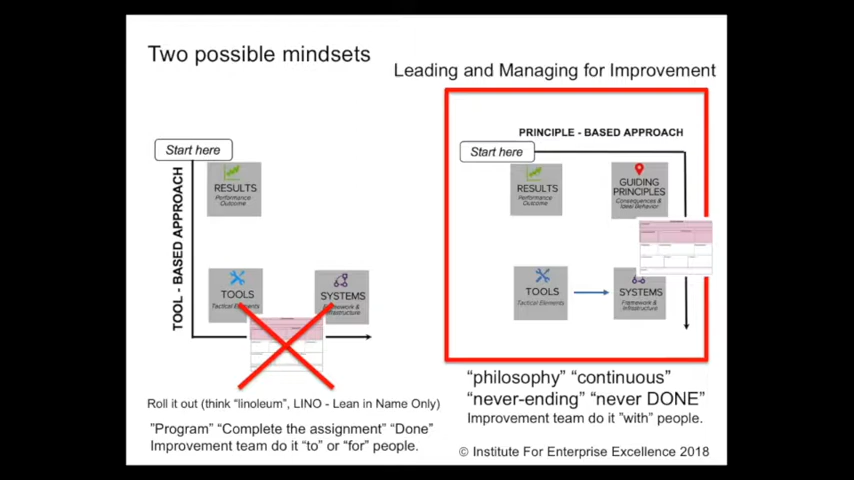 Two possible mindsets
Leading and Managing for Improvement
Start here
TOOL - BASED APPROACH
RESULTS
Performance
Outcome
TOOLS
Tactical Elements
SYSTEMS
Framework &
Infrastructure
Roll it out (think “linoleum”, LINO - Lean in Name Only)
”Program” “Complete the assignment” “Done”
Improvement team do it “to” or “for” people.
PRINCIPLE - BASED APPROACH
Start here
RESULTS
Performance
Outcome
GUIDING
PRINCIPLES
Consequences &
Ideal Behavior
TOOLS
Tactical Elements
SYSTEMS
Framework &
Infrastructure
“philosophy” “continuous”
“never-ending” “never DONE”
Improvement team do it “with” people.
© Institute For Enterprise Excellence 2018